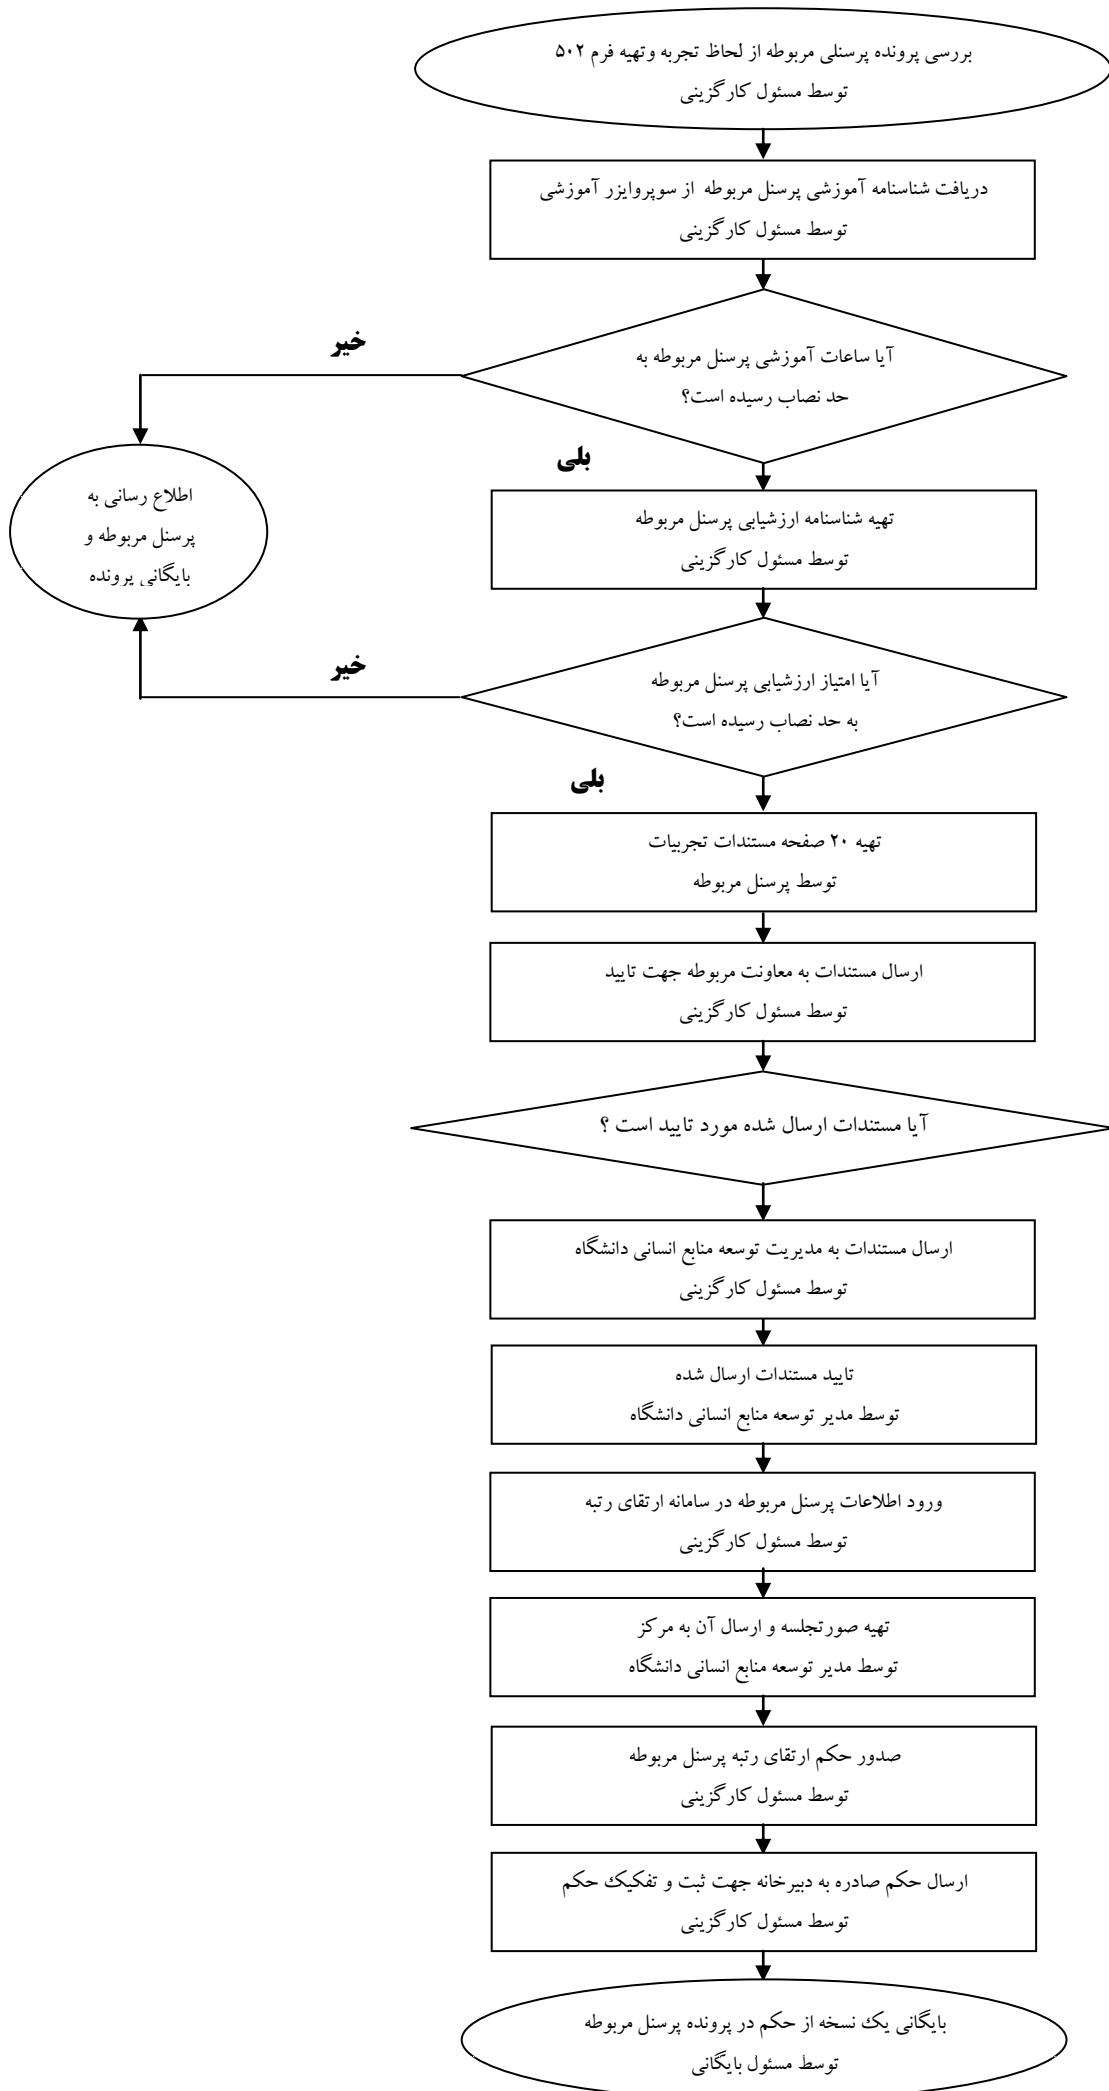 بررسی پرونده پرسنلی مربوطه از لحاظ تجربه وتهیه فرم ۵۰۲
توسط مسئول کارگزینی
دریافت شناسنامه آموزشی پرسنل مربوطه از سوپروایزر آموزشی
توسط مسئول کارگزینی
آیا ساعات آموزشی پرسنل مربوطه به
حد نصاب رسیده است؟
خیر
بلی
اطلاع رسانی به
پرسنل مربوطه و
بایگانی پرونده
تهیه شناسنامه ارزشیابی پرسنل مربوطه
توسط مسئول کارگزینی
آیا امتیاز ارزشیابی پرسنل مربوطه
به حد نصاب رسیده است؟
خیر
بلی
تهیه ۲۰ صفحه مستندات تجربیات
توسط پرسنل مربوطه
ارسال مستندات به معاونت مربوطه جهت تایید
توسط مسئول کارگزینی
آیا مستندات ارسال شده مورد تایید است ؟
ارسال مستندات به مدیریت توسعه منابع انسانی دانشگاه
توسط مسئول کارگزینی
تایید مستندات ارسال شده
توسط مدیر توسعه منابع انسانی دانشگاه
ورود اطلاعات پرسنل مربوطه در سامانه ارتقای رتبه
توسط مسئول کارگزینی
تهیه صورتجلسه و ارسال آن به مرکز
توسط مدیر توسعه منابع انسانی دانشگاه
صدور حکم ارتقای رتبه پرسنل مربوطه
توسط مسئول کارگزینی
ارسال حکم صادره به دبیرخانه جهت ثبت و تفکیک حکم
توسط مسئول کارگزینی
بایگانی یک نسخه از حکم در پرونده پرسنل مربوطه
توسط مسئول بایگانی